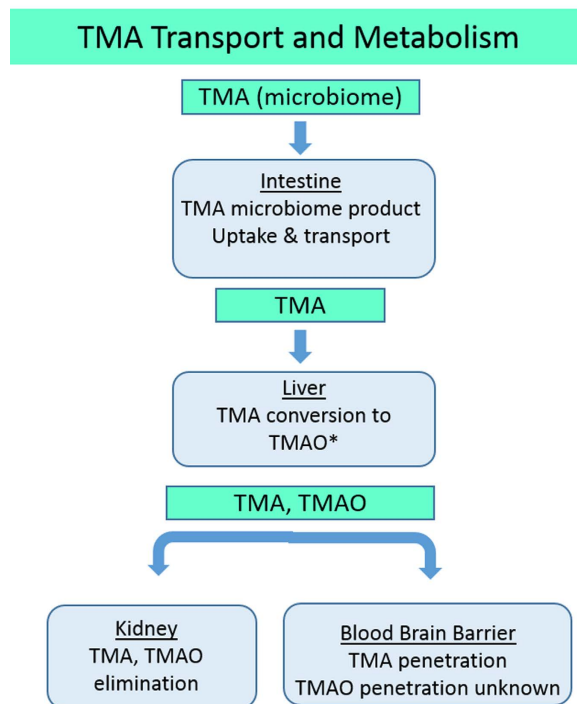 TMA Transport and Metabolism
TMA (microbiome)
Intestine
TMA microbiome product
Uptake & transport
TMA
Liver
TMA conversion to
TMAO*
TMA, TMAO
Kidney
TMA, TMAO
elimination
Blood Brain Barrier
TMA penetration
TMAO penetration unknown